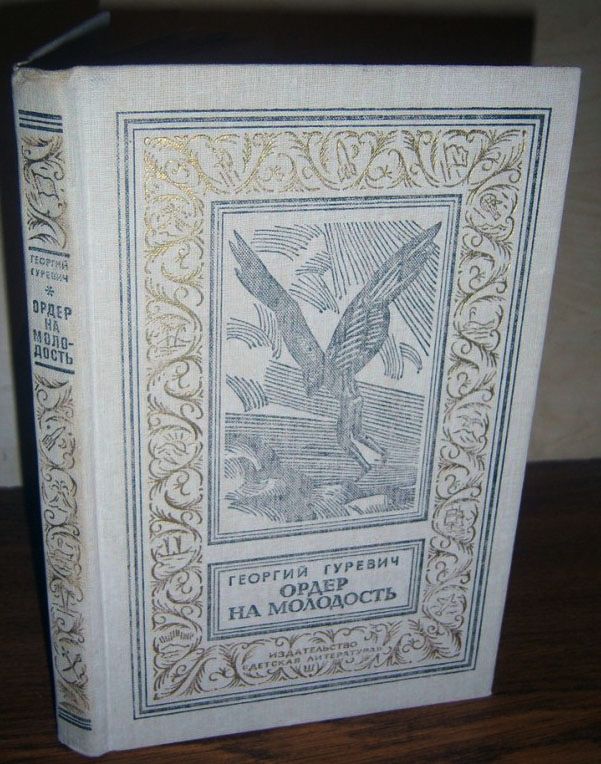 ГЕОРГИЙ
ГУРЕВИЧ
ОРДЕР
НА
МОЛО-
ДОСТЬ
ГЕОРГИЙ ГУРЕВИЧ
ОРДЕР
НА МОЛОДОСТЬ
ИЗДАТЕЛЬСТВО
«ДЕТСКАЯ ЛИТЕРАТУРА»